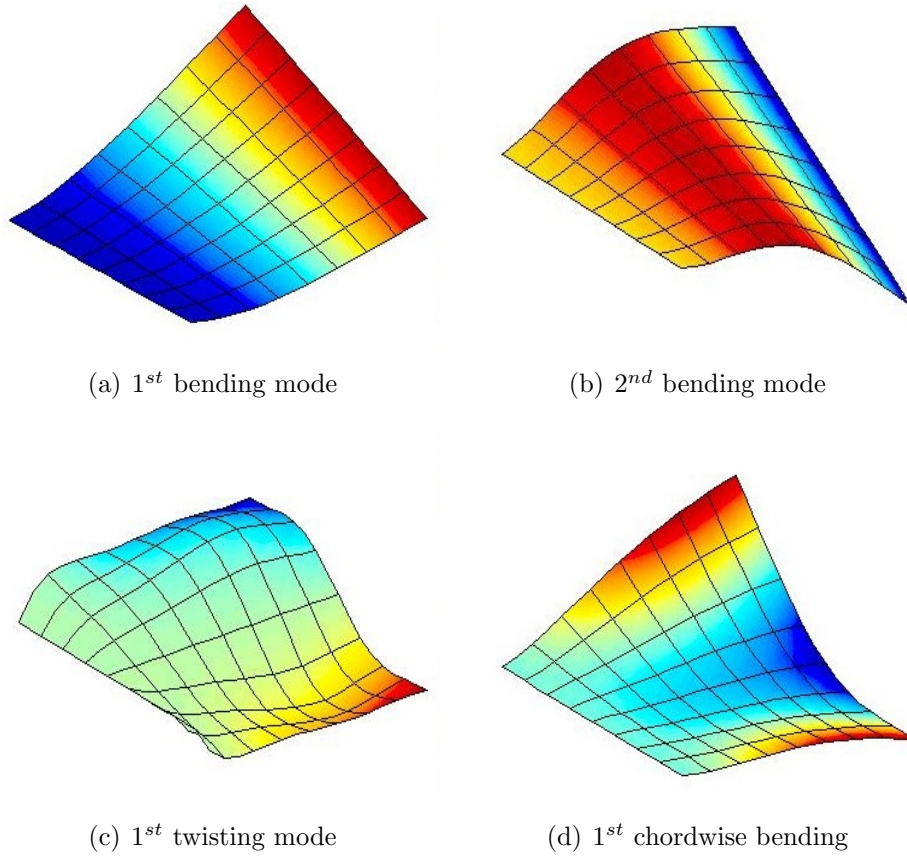 (a) 1st bending mode
(b) 2nd bending mode
(c) 1st twisting mode
(d) 1st chordwise bending